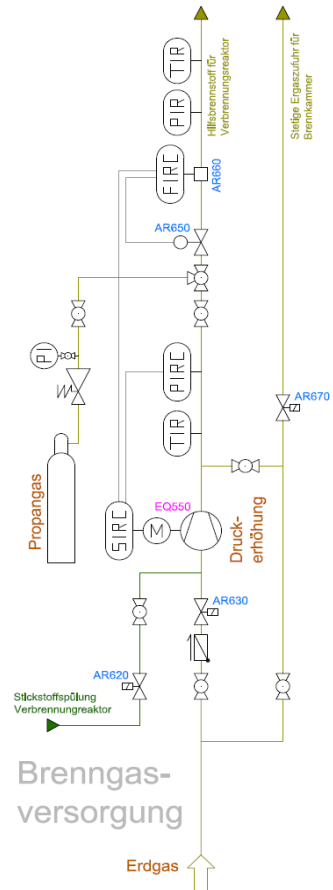 Hilfsbrennstoff für
Verbrennungsreaktor
Stetige Ergaszufuhr für
Brennkammer
TIR
PIR
FIRC
AR660
AR650
PI
PIRC
TIR
AR670
Propangas
EQ550
SIRC
M
Druck-
erhöhung
AR630
AR620
Stickstoffspülung
Verbrennungreaktor
Brenngas-
versorgung
Erdgas